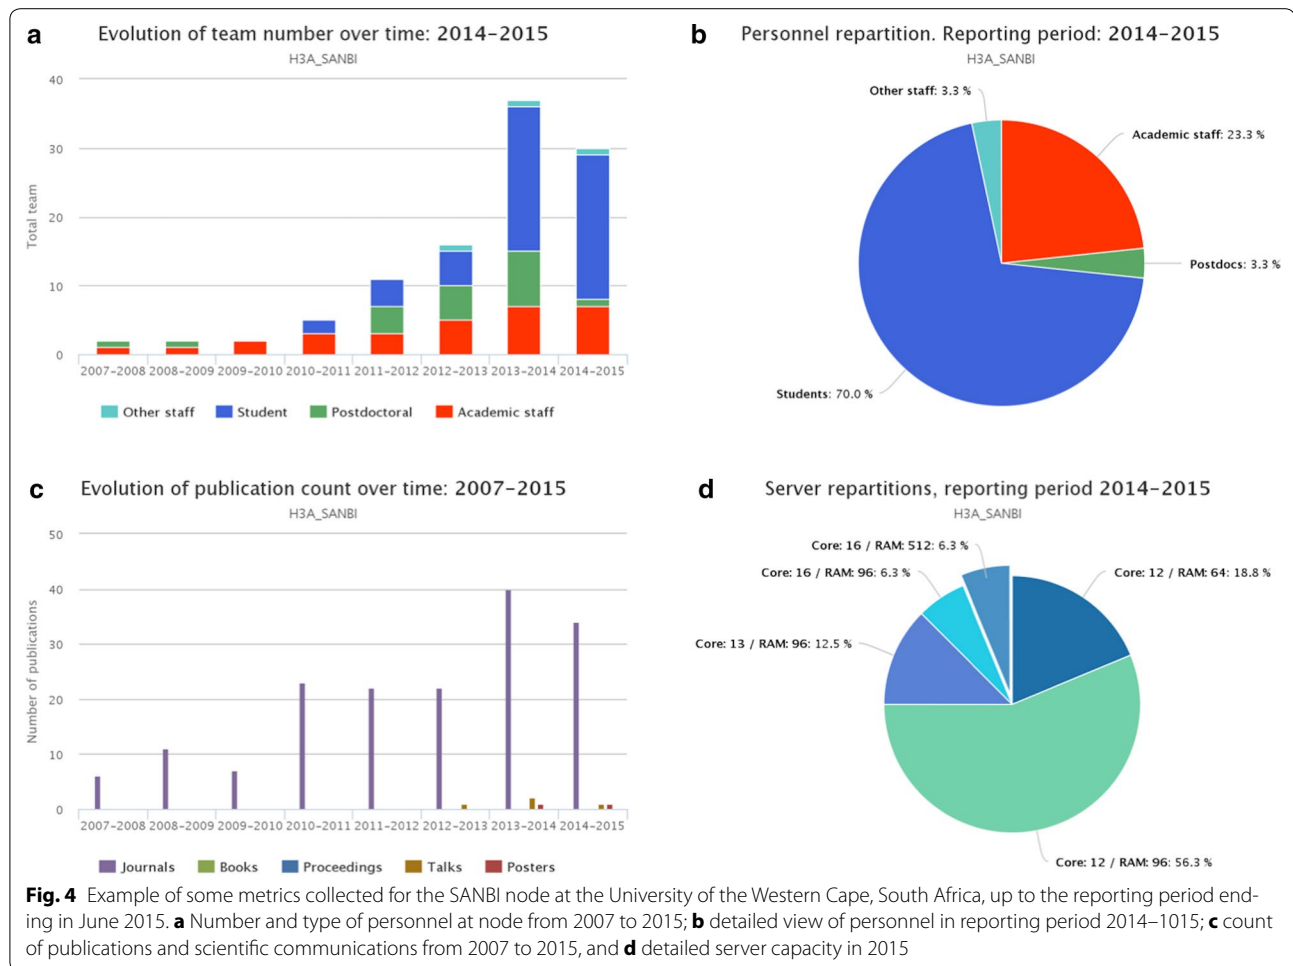 a Evolution of team number over time: 2014–2015
H3A_SANBI
40
30
20
10
0
Total team
2007–2008 2008–2009 2009–2010 2010–2011 2011–2012 2012–2013 2013–2014 2014–2015
Other staff Student Postdoctoral Academic staff
b Personnel repartition. Reporting period: 2014–2015
H3A_SANBI
Other staff: 3.3 %
Academic staff: 23.3 %
Postdocs: 3.3 %
Students: 70.0 %
c Evolution of publication count over time: 2007–2015
H3A_SANBI
50
40
30
20
10
0
Number of publications
2007–2008 2008–2009 2009–2010 2010–2011 2011–2012 2012–2013 2013–2014 2014–2015
Journals Books Proceedings Talks Posters
d Server repartitions, reporting period 2014–2015
H3A_SANBI
Core: 16 / RAM: 512: 6.3 %
Core: 16 / RAM: 96: 6.3 %
Core: 12 / RAM: 64: 18.8 %
Core: 13 / RAM: 96: 12.5 %
Core: 12 / RAM: 96: 56.3 %
Fig. 4 Example of some metrics collected for the SANBI node at the University of the Western Cape, South Africa, up to the reporting period end-
ing in June 2015. a Number and type of personnel at node from 2007 to 2015; b detailed view of personnel in reporting period 2014–1015; c count
of publications and scientific communications from 2007 to 2015, and d detailed server capacity in 2015